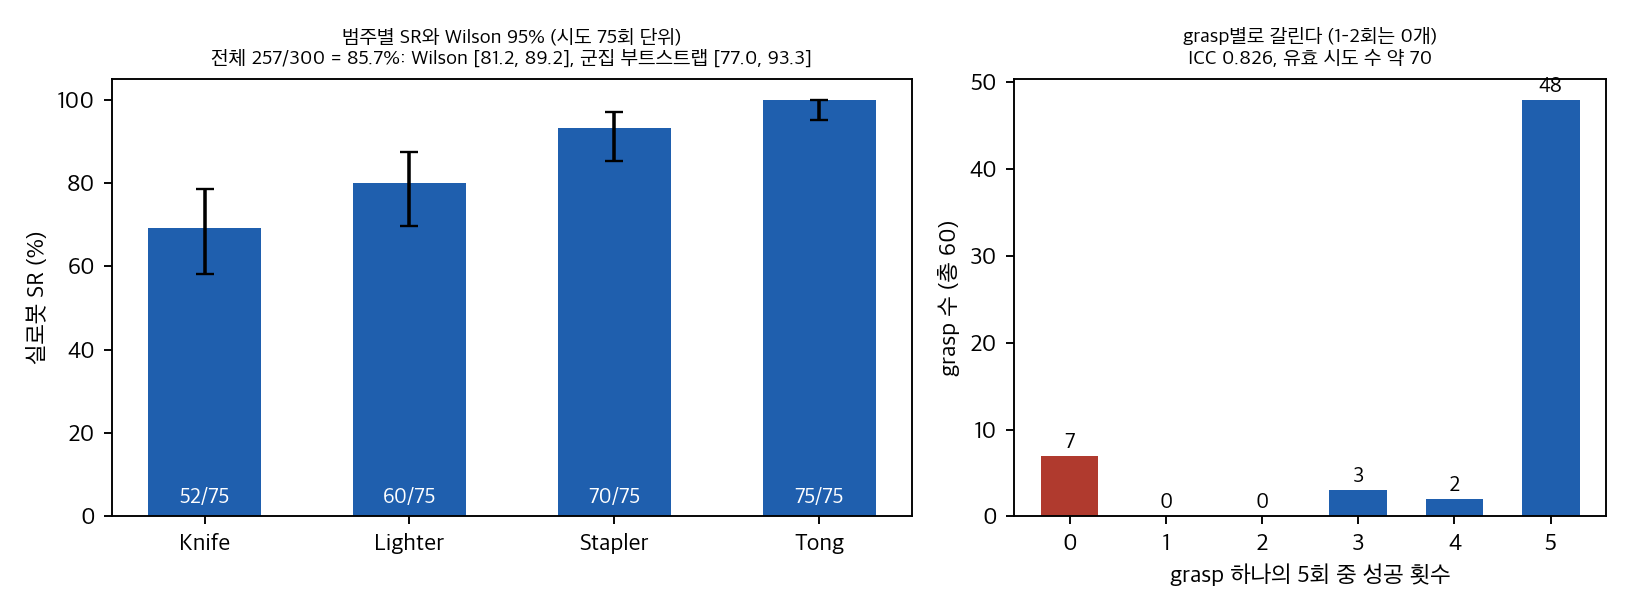 범주별 SR와 Wilson 95% (시도 75회 단위)
전체 257/300 = 85.7%: Wilson [81.2, 89.2], 군집 부트스트랩 [77.0, 93.3]
실로봇 SR (%)
100
80
60
40
20
0
52/75
60/75
70/75
75/75
Knife
Lighter
Stapler
Tong
grasp별로 갈린다 (1-2회는 0개)
ICC 0.826, 유효 시도 수 약 70
grasp 수 (총 60)
50
40
30
20
10
0
7
0
0
3
2
48
0
1
2
3
4
5
grasp 하나의 5회 중 성공 횟수